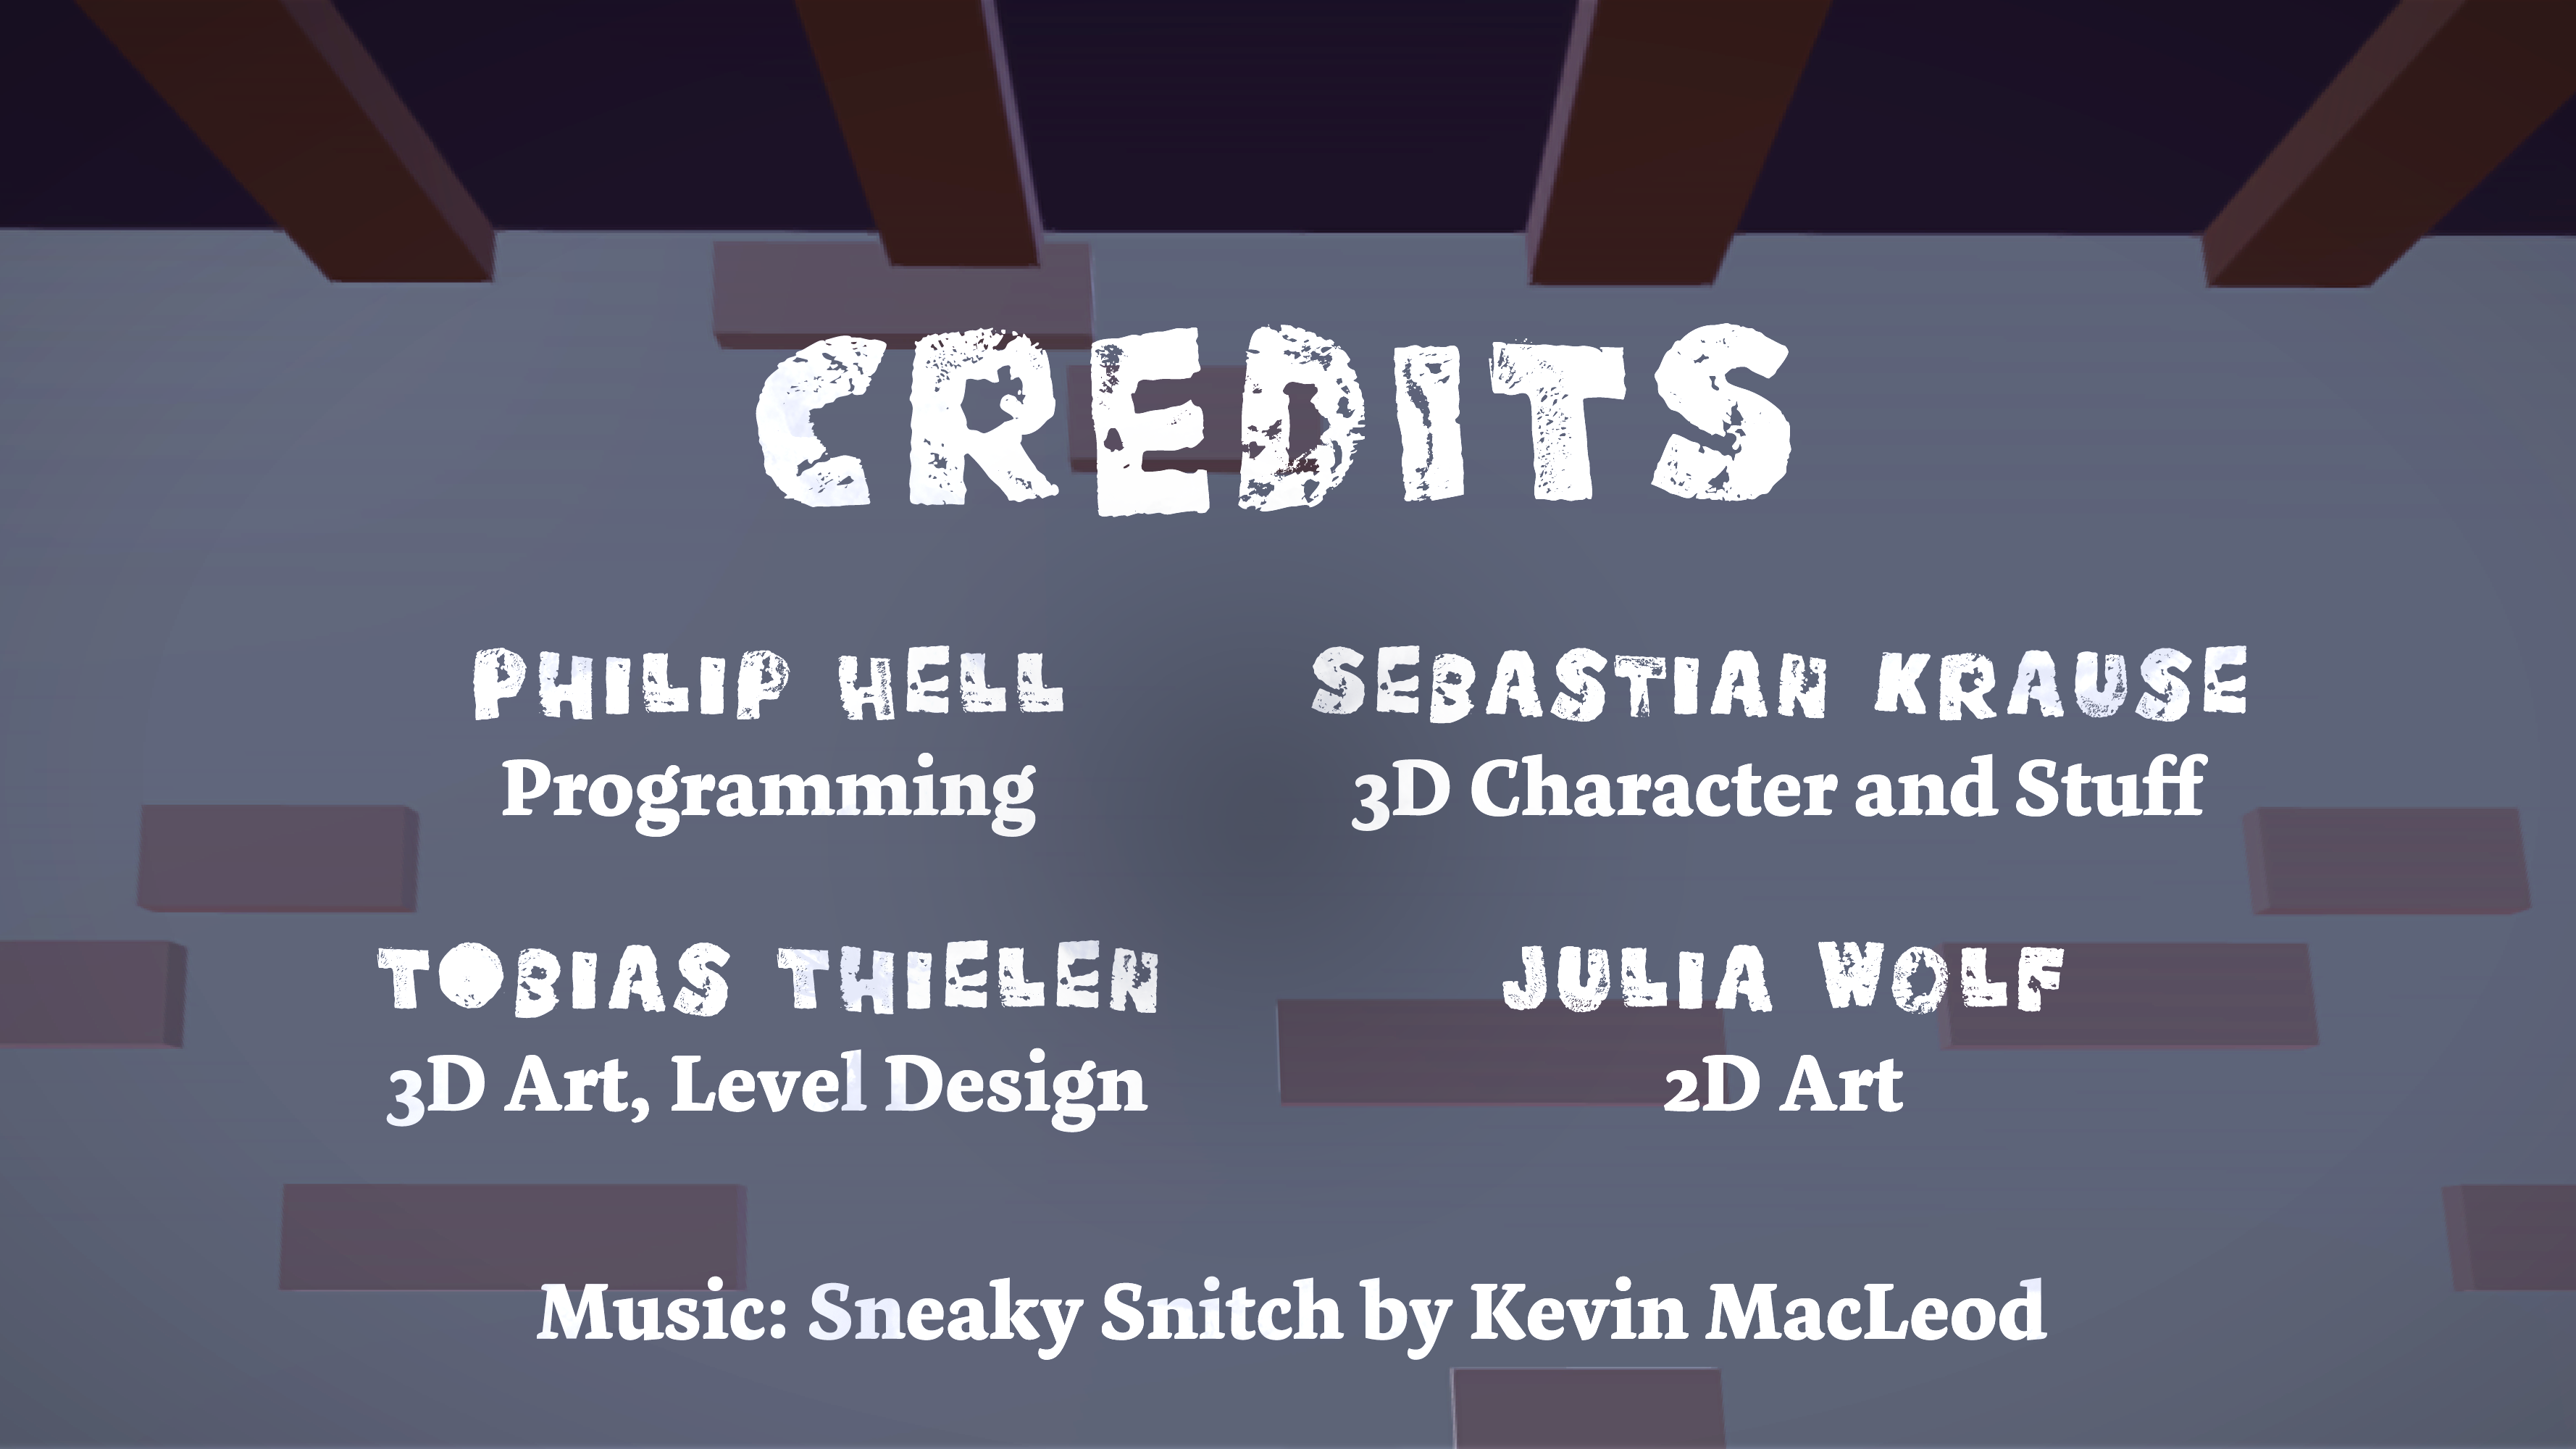 CREDITS
PHILIP HELL
Programming
SEBASTIAN KRAUSE
3D Character and Stuff
TOBIAS THIELEN
3D Art, Level Design
JULIA WOLF
2D Art
Music: Sneaky Snitch by Kevin MacLeod